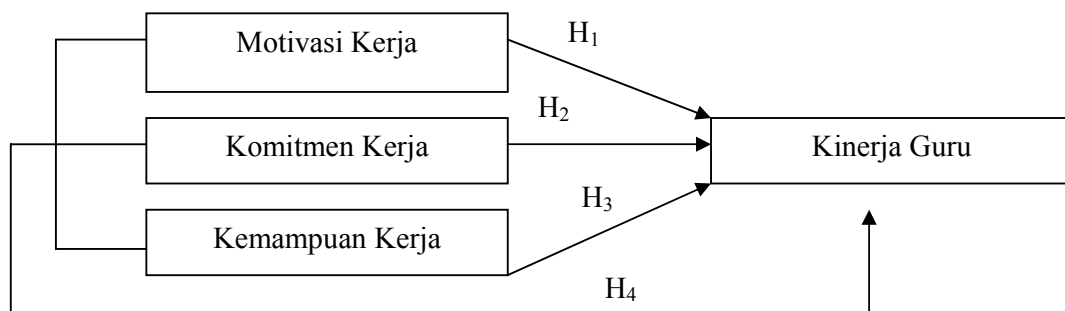 Motivasi Kerja
H₁
H₂
Komitmen Kerja
Kinerja Guru
H₃
Kemampuan Kerja
H₄